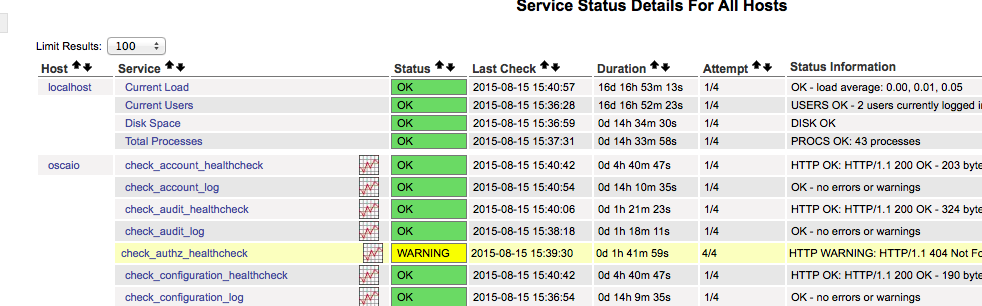 Service Status Details For All Hosts
Limit Results: 100
Host Service Status Last Check Duration Attempt Status Information
localhost Current Load OK 2015-08-15 15:40:57 16d 16h 53m 13s 1/4 OK - load average: 0.00, 0.01, 0.05
Current Users OK 2015-08-15 15:36:28 16d 16h 52m 23s 1/4 USERS OK - 2 users currently logged
Disk Space OK 2015-08-15 15:36:59 0d 14h 34m 30s 1/4 DISK OK
Total Processes OK 2015-08-15 15:37:31 0d 14h 33m 58s 1/4 PROCS OK: 43 processes
oscaio check_account_healthcheck OK 2015-08-15 15:40:42 0d 4h 40m 47s 1/4 HTTP OK: HTTP/1.1 200 OK - 203 byte
check_account_log OK 2015-08-15 15:40:54 0d 14h 10m 35s 1/4 OK - no errors or warnings
check_audit_healthcheck OK 2015-08-15 15:40:06 0d 1h 21m 23s 1/4 HTTP OK: HTTP/1.1 200 OK - 324 byte
check_audit_log OK 2015-08-15 15:38:18 0d 1h 18m 11s 1/4 OK - no errors or warnings
check_authz_healthcheck WARNING 2015-08-15 15:39:30 0d 1h 41m 59s 4/4 HTTP WARNING: HTTP/1.1 404 Not Fo
check_configuration_healthcheck OK 2015-08-15 15:40:42 0d 4h 40m 47s 1/4 HTTP OK: HTTP/1.1 200 OK - 190 byte
check_configuration_log OK 2015-08-15 15:36:54 0d 14h 9m 35s 1/4 OK - no errors or warnings